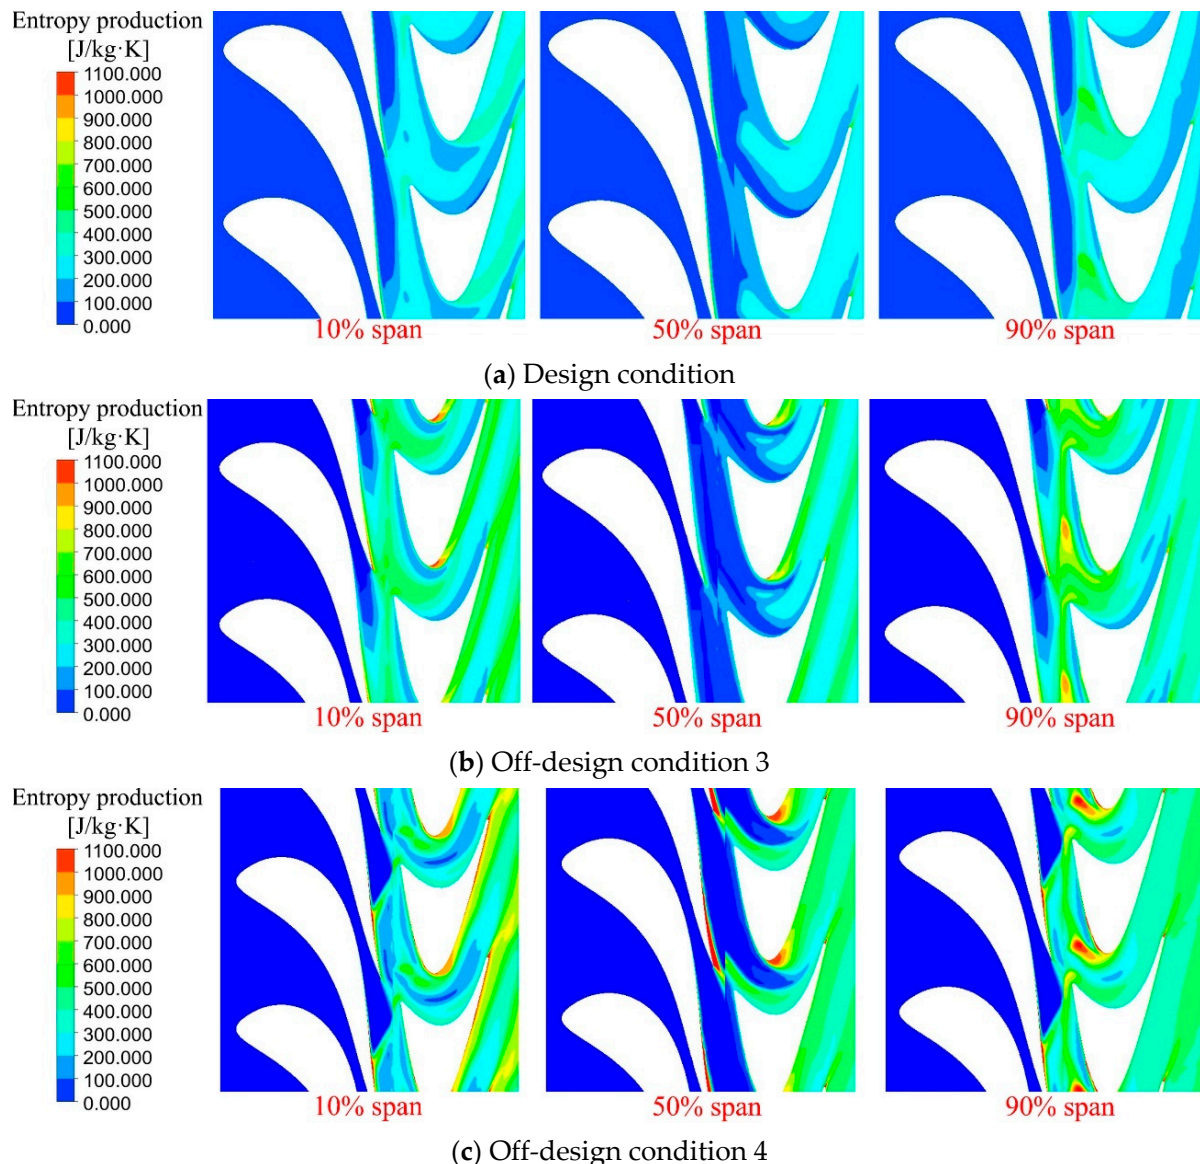 Entropy production
[J/kg·K]
1100.000
1000.000
900.000
800.000
700.000
600.000
500.000
400.000
300.000
200.000
100.000
0.000
10% span
50% span
90% span
(a) Design condition
Entropy production
[J/kg·K]
1100.000
1000.000
900.000
800.000
700.000
600.000
500.000
400.000
300.000
200.000
100.000
0.000
10% span
50% span
90% span
(b) Off-design condition 3
Entropy production
[J/kg·K]
1100.000
1000.000
900.000
800.000
700.000
600.000
500.000
400.000
300.000
200.000
100.000
0.000
10% span
50% span
90% span
(c) Off-design condition 4